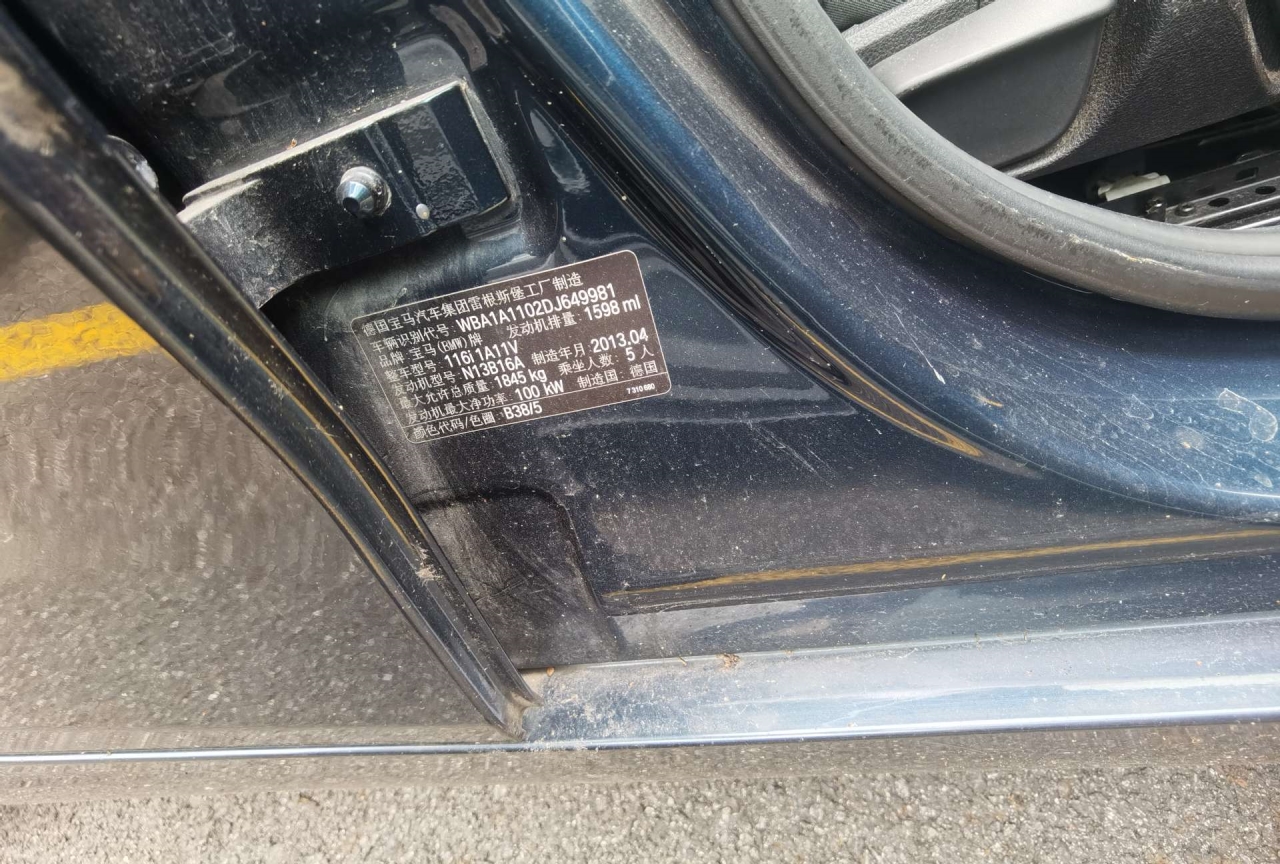 德国宝马汽车集团雷根斯堡工厂制造
车辆识别代号: WBA1A1102DJ649981
品牌: 宝马(BMW)牌 发动机排量: 1598 ml
整车型号: 116i 1A11V
发动机型号: N13B16A 制造年月: 2013.04
最大允许总质量: 1845 kg 乘坐人数: 5 人
发动机最大净功率: 100 kW 制造国: 德国
颜色代码/色圈: B38/5 7 310 680